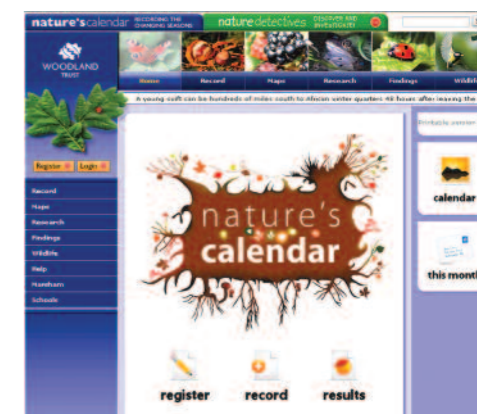 nature's calendar RECORDING THE CHANGING SEASONS nature detectives DISCOVER AND INVESTIGATE!
WOODLAND TRUST
Home Record Maps Research Findings Wildlife
A young swift can be hundreds of miles south to African winter quarters 48 hours after leaving the
Printable version
Register Login
calendar
Record
Maps
Research
Findings
Wildlife
Help
Schools
nature's
calendar
this month
register record results